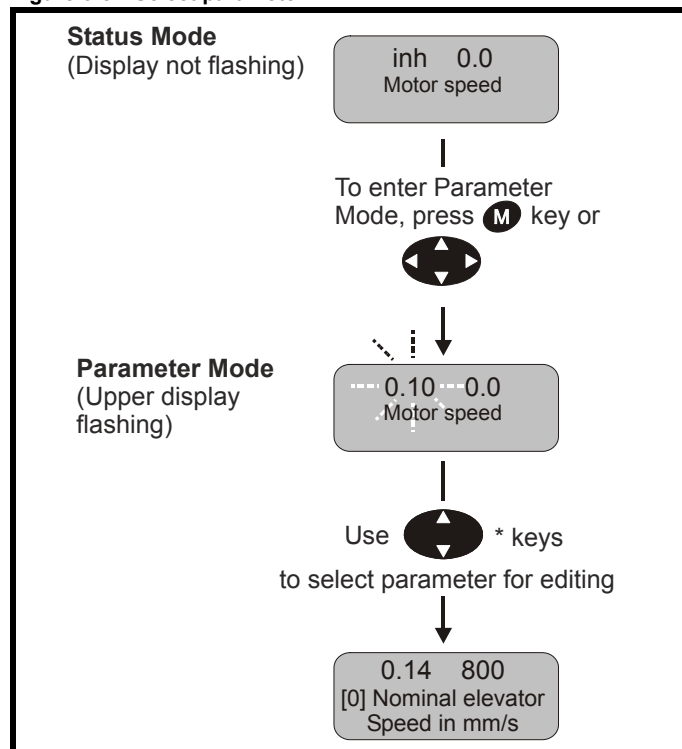 Status Mode
(Display not flashing)
inh 0.0
Motor speed
To enter Parameter
Mode, press M key or
Parameter Mode
(Upper display
flashing)
0.10 0.0
Motor speed
Use * keys
to select parameter for editing
0.14 800
[0] Nominal elevator
Speed in mm/s